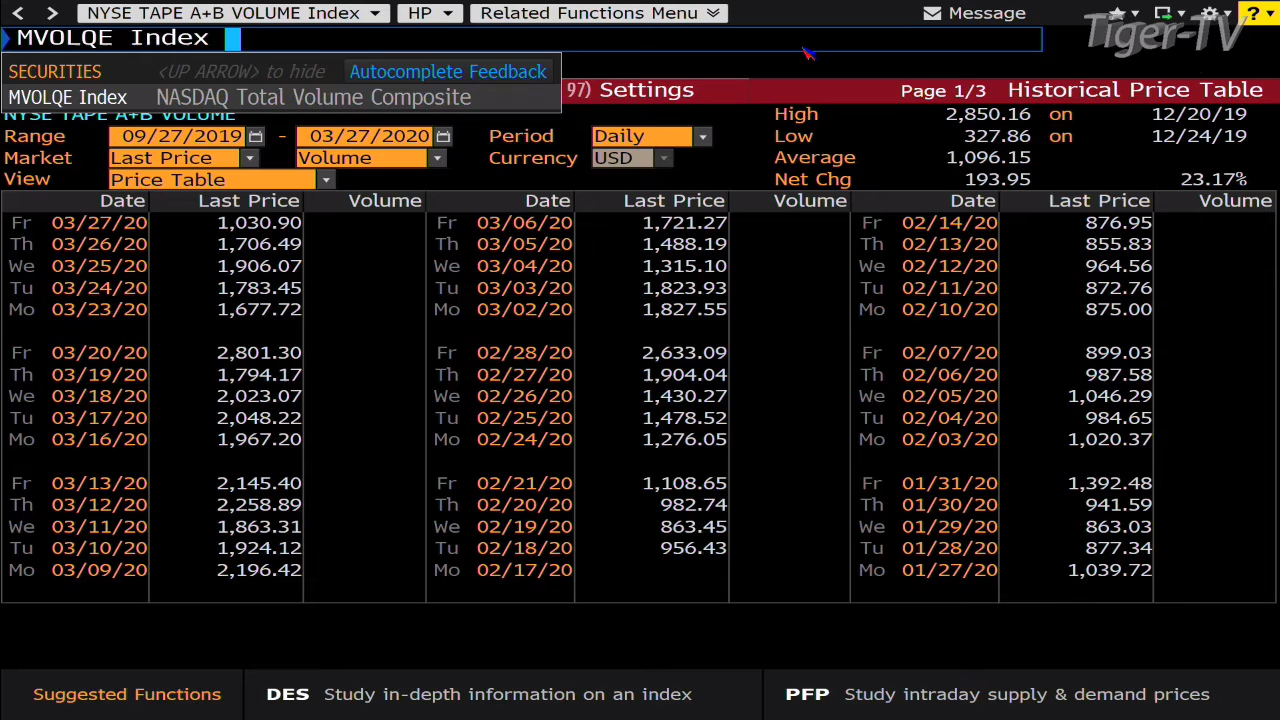 NYSE TAPE A+B VOLUME Index HP Related Functions Menu Message ?
MVOLQE Index
Tiger-TV
SECURITIES <UP ARROW> to hide Autocomplete Feedback
MVOLQE Index NASDAQ Total Volume Composite
97) Settings Page 1/3 Historical Price Table
NYSE TAPE A+B VOLUME High 2,850.16 on 12/20/19
Range 09/27/2019 - 03/27/2020 Period Daily Low 327.86 on 12/24/19
Market Last Price Volume Currency USD Average 1,096.15
View Price Table Net Chg 193.95 23.17%
Date Last Price Volume Date Last Price Volume Date Last Price Volume
Fr 03/27/20 1,030.90 Fr 03/06/20 1,721.27 Fr 02/14/20 876.95
Th 03/26/20 1,706.49 Th 03/05/20 1,488.19 Th 02/13/20 855.83
We 03/25/20 1,906.07 We 03/04/20 1,315.10 We 02/12/20 964.56
Tu 03/24/20 1,783.45 Tu 03/03/20 1,823.93 Tu 02/11/20 872.76
Mo 03/23/20 1,677.72 Mo 03/02/20 1,827.55 Mo 02/10/20 875.00
Fr 03/20/20 2,801.30 Fr 02/28/20 2,633.09 Fr 02/07/20 899.03
Th 03/19/20 1,794.17 Th 02/27/20 1,904.04 Th 02/06/20 987.58
We 03/18/20 2,023.07 We 02/26/20 1,430.27 We 02/05/20 1,046.29
Tu 03/17/20 2,048.22 Tu 02/25/20 1,478.52 Tu 02/04/20 984.65
Mo 03/16/20 1,967.20 Mo 02/24/20 1,276.05 Mo 02/03/20 1,020.37
Fr 03/13/20 2,145.40 Fr 02/21/20 1,108.65 Fr 01/31/20 1,392.48
Th 03/12/20 2,258.89 Th 02/20/20 982.74 Th 01/30/20 941.59
We 03/11/20 1,863.31 We 02/19/20 863.45 We 01/29/20 863.03
Tu 03/10/20 1,924.12 Tu 02/18/20 956.43 Tu 01/28/20 877.34
Mo 03/09/20 2,196.42 Mo 02/17/20 Mo 01/27/20 1,039.72
Suggested Functions DES Study in-depth information on an index PFP Study intraday supply & demand prices